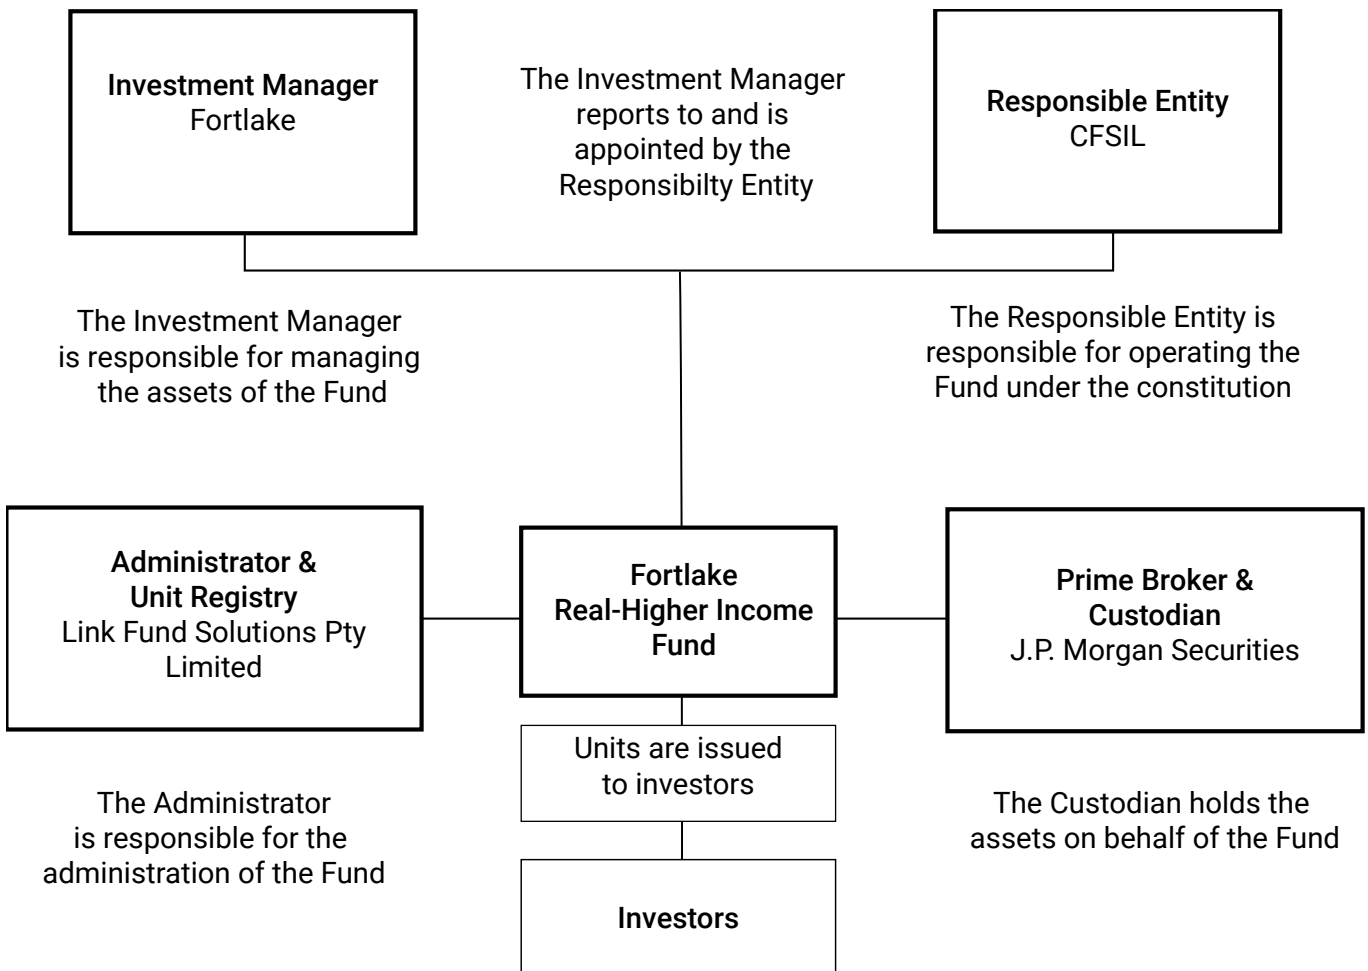 Investment Manager
Fortlake
The Investment Manager
reports to and is
appointed by the
Responsibilty Entity
Responsible Entity
CFSIL
The Investment Manager
is responsible for managing
the assets of the Fund
The Responsible Entity is
responsible for operating the
Fund under the constitution
Administrator &
Unit Registry
Link Fund Solutions Pty
Limited
Fortlake
Real-Higher Income
Fund
Prime Broker &
Custodian
J.P. Morgan Securities
Units are issued
to investors
The Administrator
is responsible for the
administration of the Fund
The Custodian holds the
assets on behalf of the Fund
Investors